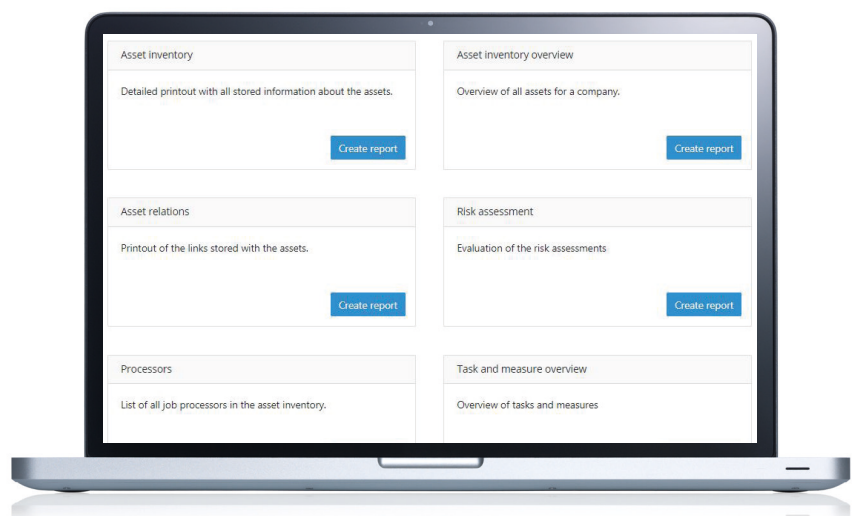 Asset inventory
Detailed printout with all stored information about the assets.
Create report
Asset inventory overview
Overview of all assets for a company.
Create report
Asset relations
Printout of the links stored with the assets.
Create report
Risk assessment
Evaluation of the risk assessments
Create report
Processors
List of all job processors in the asset inventory.
Task and measure overview
Overview of tasks and measures